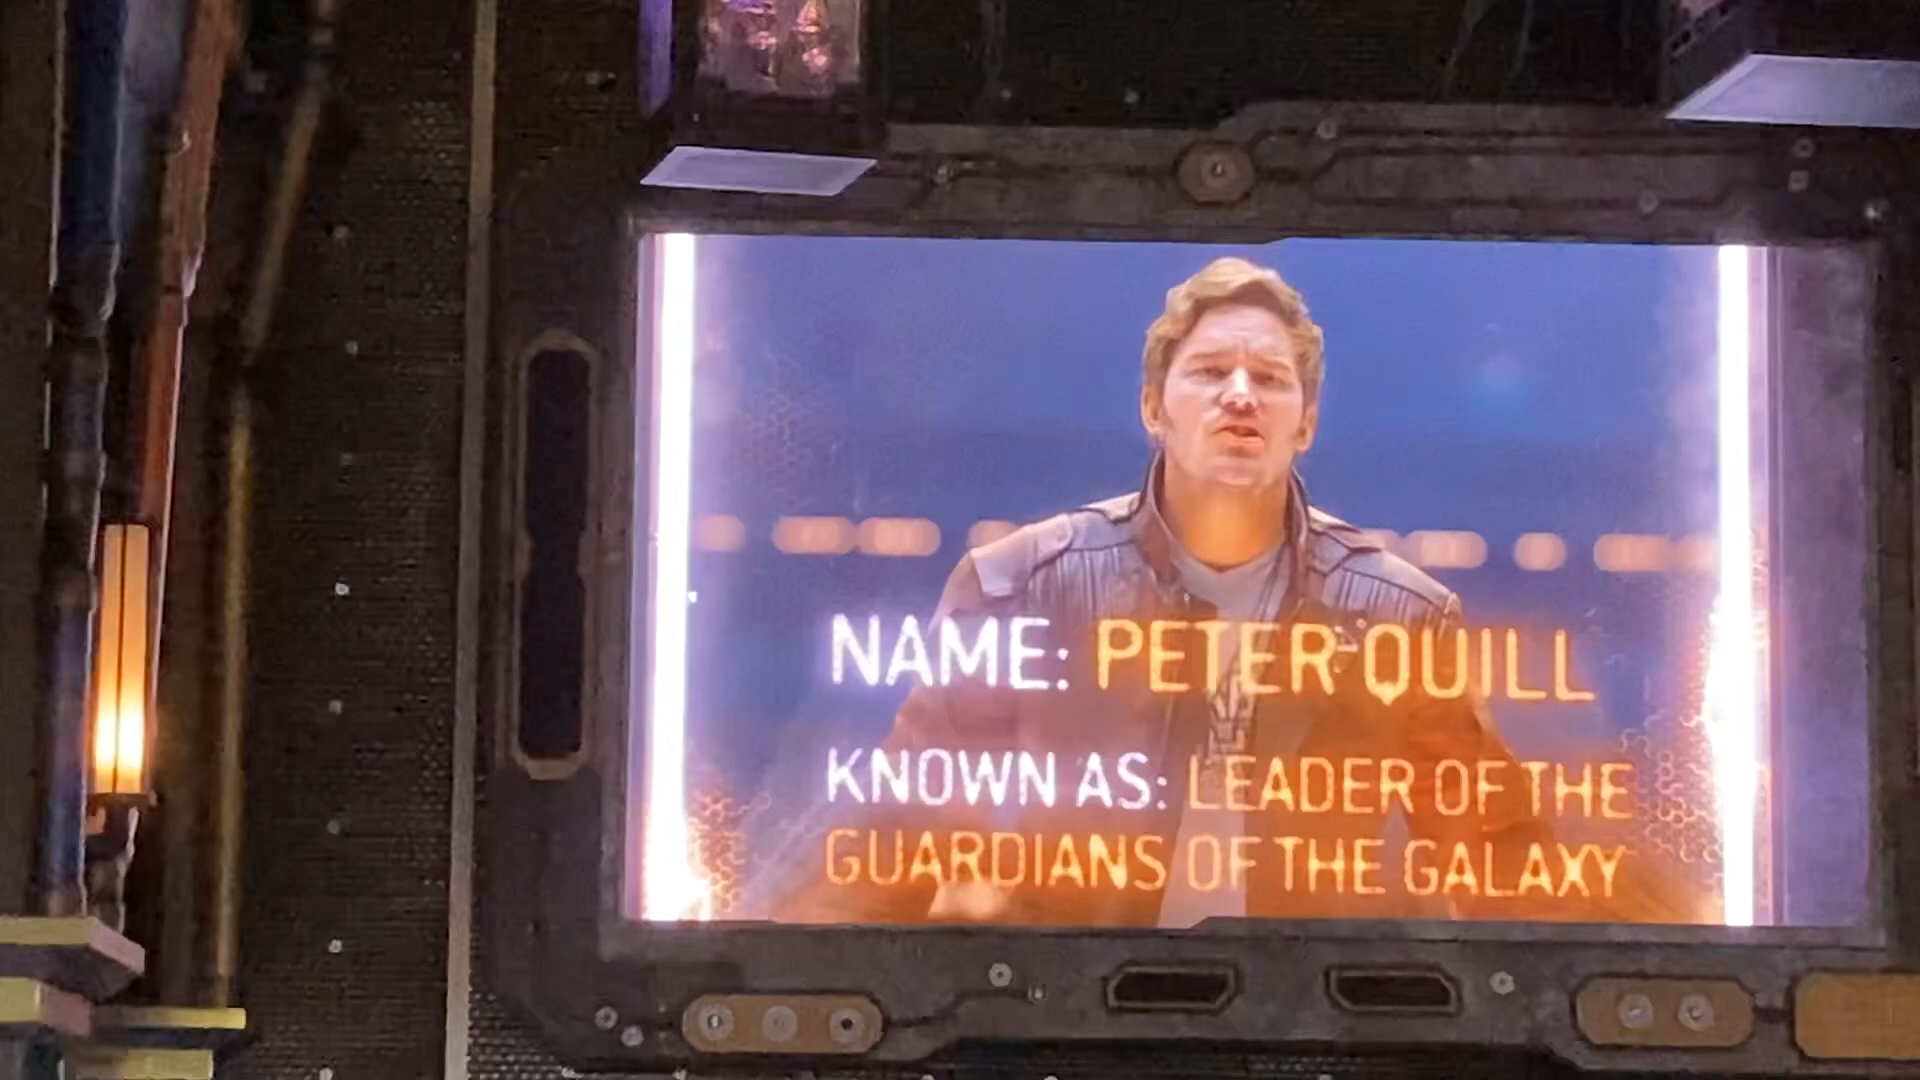 NAME: PETER QUILL
KNOWN AS: LEADER OF THE
GUARDIANS OF THE GALAXY